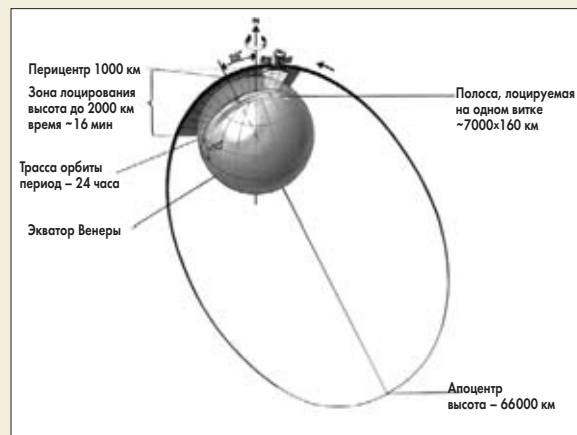 N
Перицентр 1000 км
Зона лоцирования
высота до 2000 км
время ~16 мин
Трасса орбиты
период – 24 часа
Экватор Венеры
Полоса, лоцируемая
на одном витке
~7000×160 км
Апоцентр
высота – 66000 км